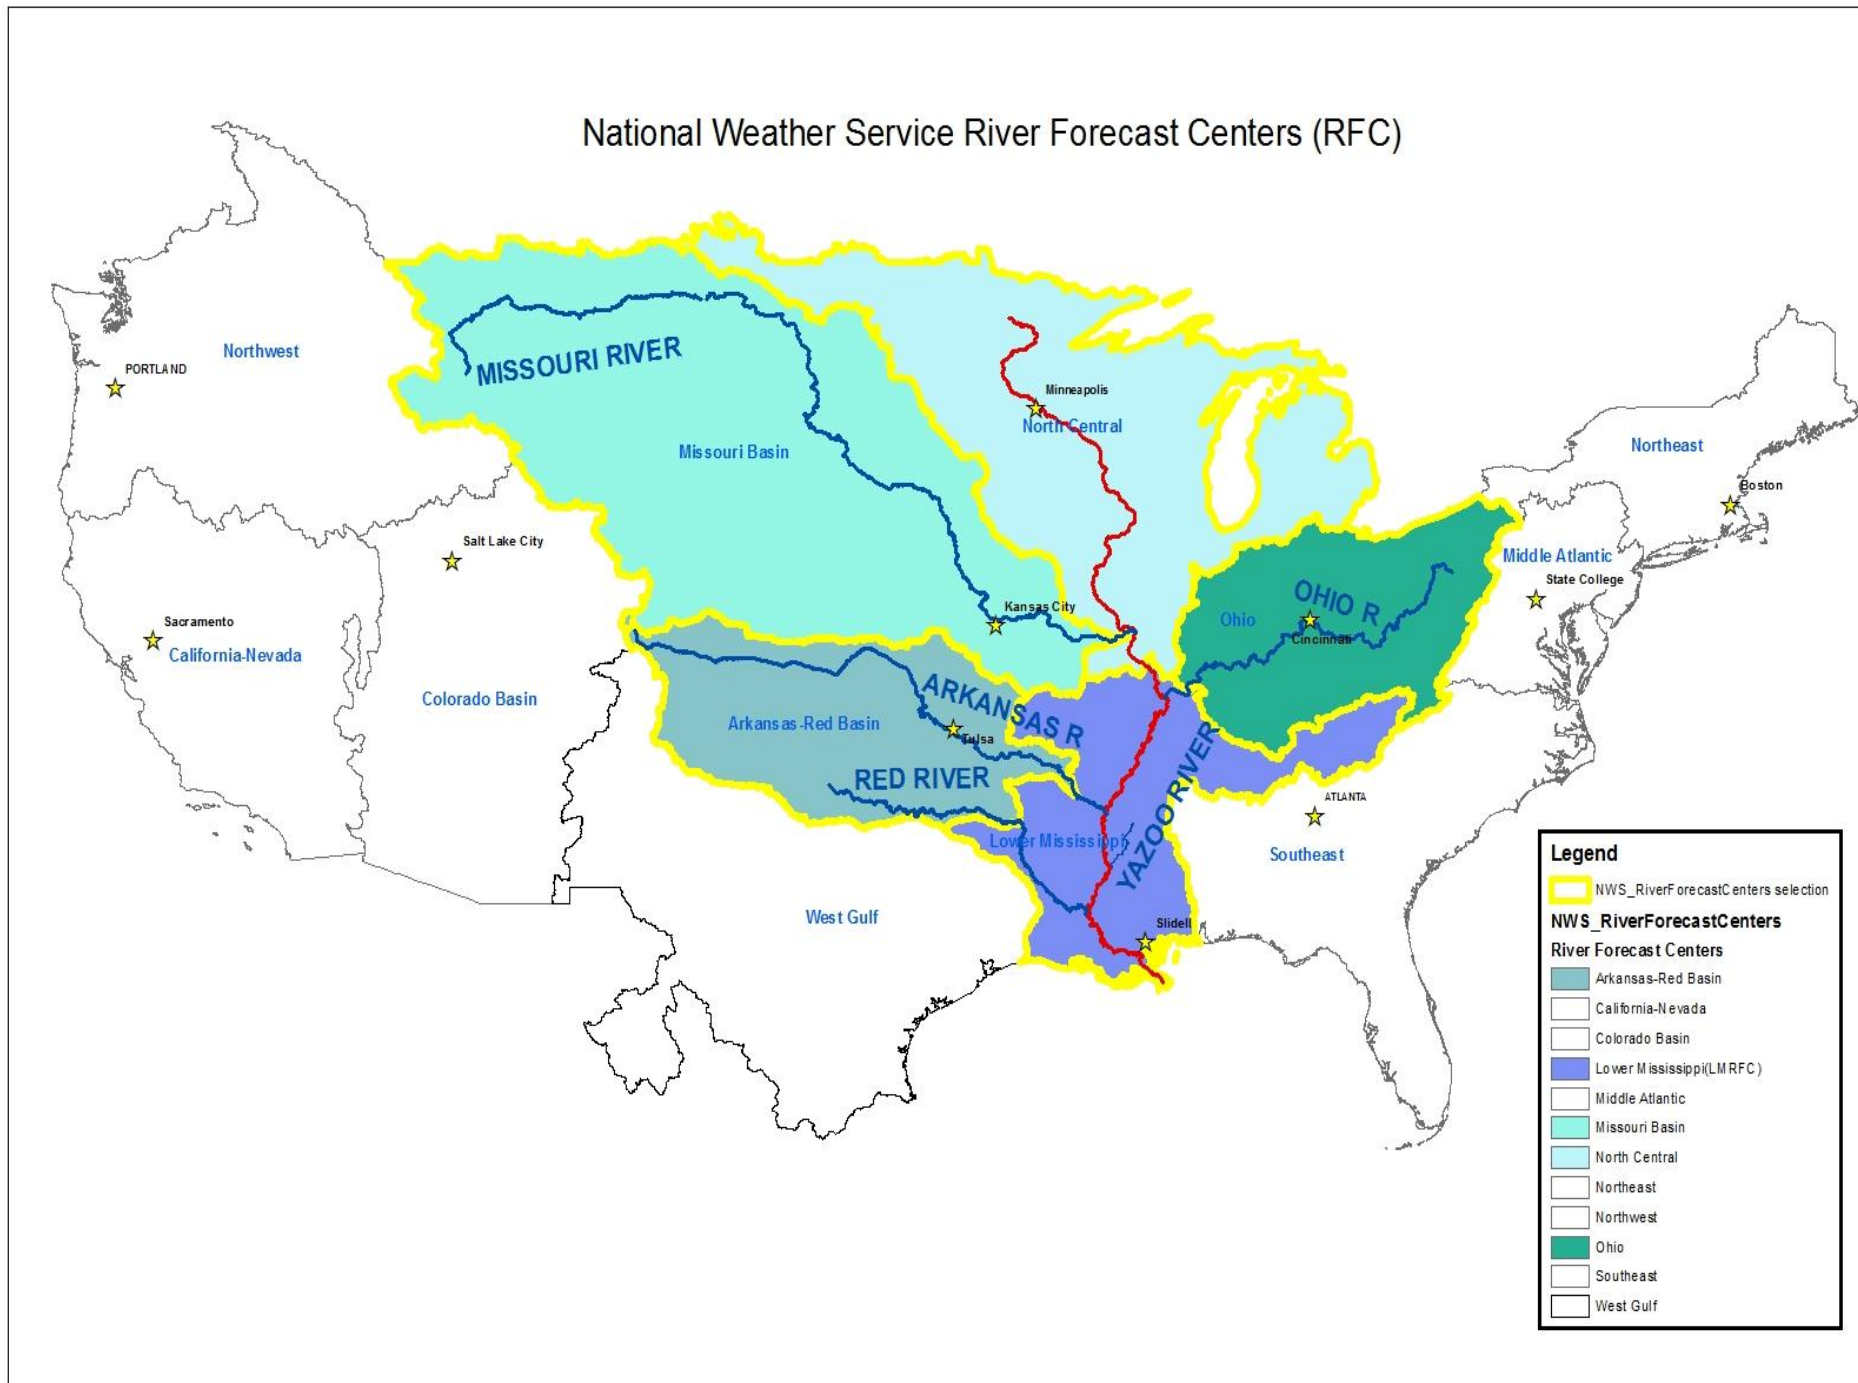 National Weather Service River Forecast Centers (RFC)
MISSOURI RIVER
Northwest
PORTLAND
Minneapolis
North Central
Missouri Basin
Northeast
Boston
Salt Lake City
Middle Atlantic
State College
OHIO R
Ohio
Cincinnati
Kansas City
Sacramento
California-Nevada
Colorado Basin
ARKANSAS R
Arkansas-Red Basin
Tulsa
RED RIVER
YAZOO RIVER
ATLANTA
Lower Mississippi
Southeast
West Gulf
Slidell
Legend
NWS_RiverForecastCenters selection
NWS_RiverForecastCenters
River Forecast Centers
Arkansas-Red Basin
California-Nevada
Colorado Basin
Lower Mississippi(LMRFC)
Middle Atlantic
Missouri Basin
North Central
Northeast
Northwest
Ohio
Southeast
West Gulf